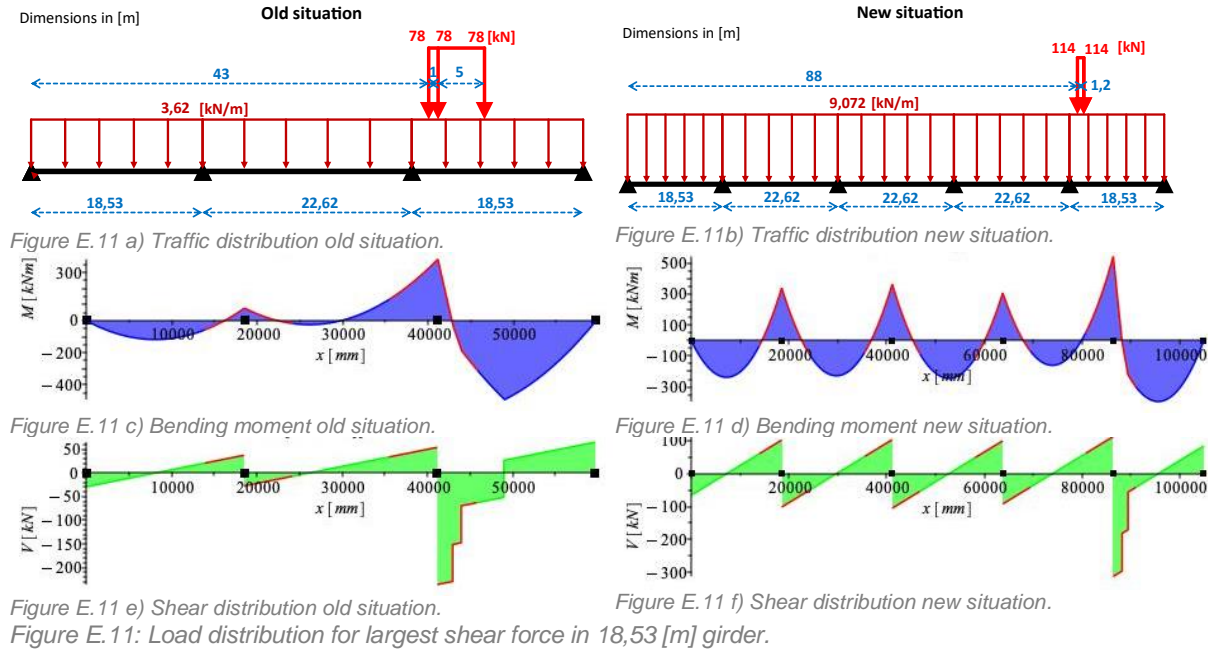 Old situation
Dimensions in [m]
78 78 78 [kN]
43 1 5
3,62 [kN/m]
18,53 22,62 18,53
Figure E.11 a) Traffic distribution old situation.
New situation
Dimensions in [m]
114 114 [kN]
88 1,2
9,072 [kN/m]
18,53 22,62 22,62 22,62 18,53
Figure E.11b) Traffic distribution new situation.
M [kNm]
300
0
−200
−400
10000 20000 30000 40000 50000
x [mm]
Figure E.11 c) Bending moment old situation.
M [kNm]
500
300
100
−100
−300
20000 40000 60000 80000 100000
x [mm]
Figure E.11 d) Bending moment new situation.
V [kN]
50
0
−50
−100
−150
−200
10000 20000 30000 40000 50000
x [mm]
Figure E.11 e) Shear distribution old situation.
V [kN]
100
0
−100
−200
−300
20000 40000 60000 80000 100000
x [mm]
Figure E.11 f) Shear distribution new situation.
Figure E.11: Load distribution for largest shear force in 18,53 [m] girder.